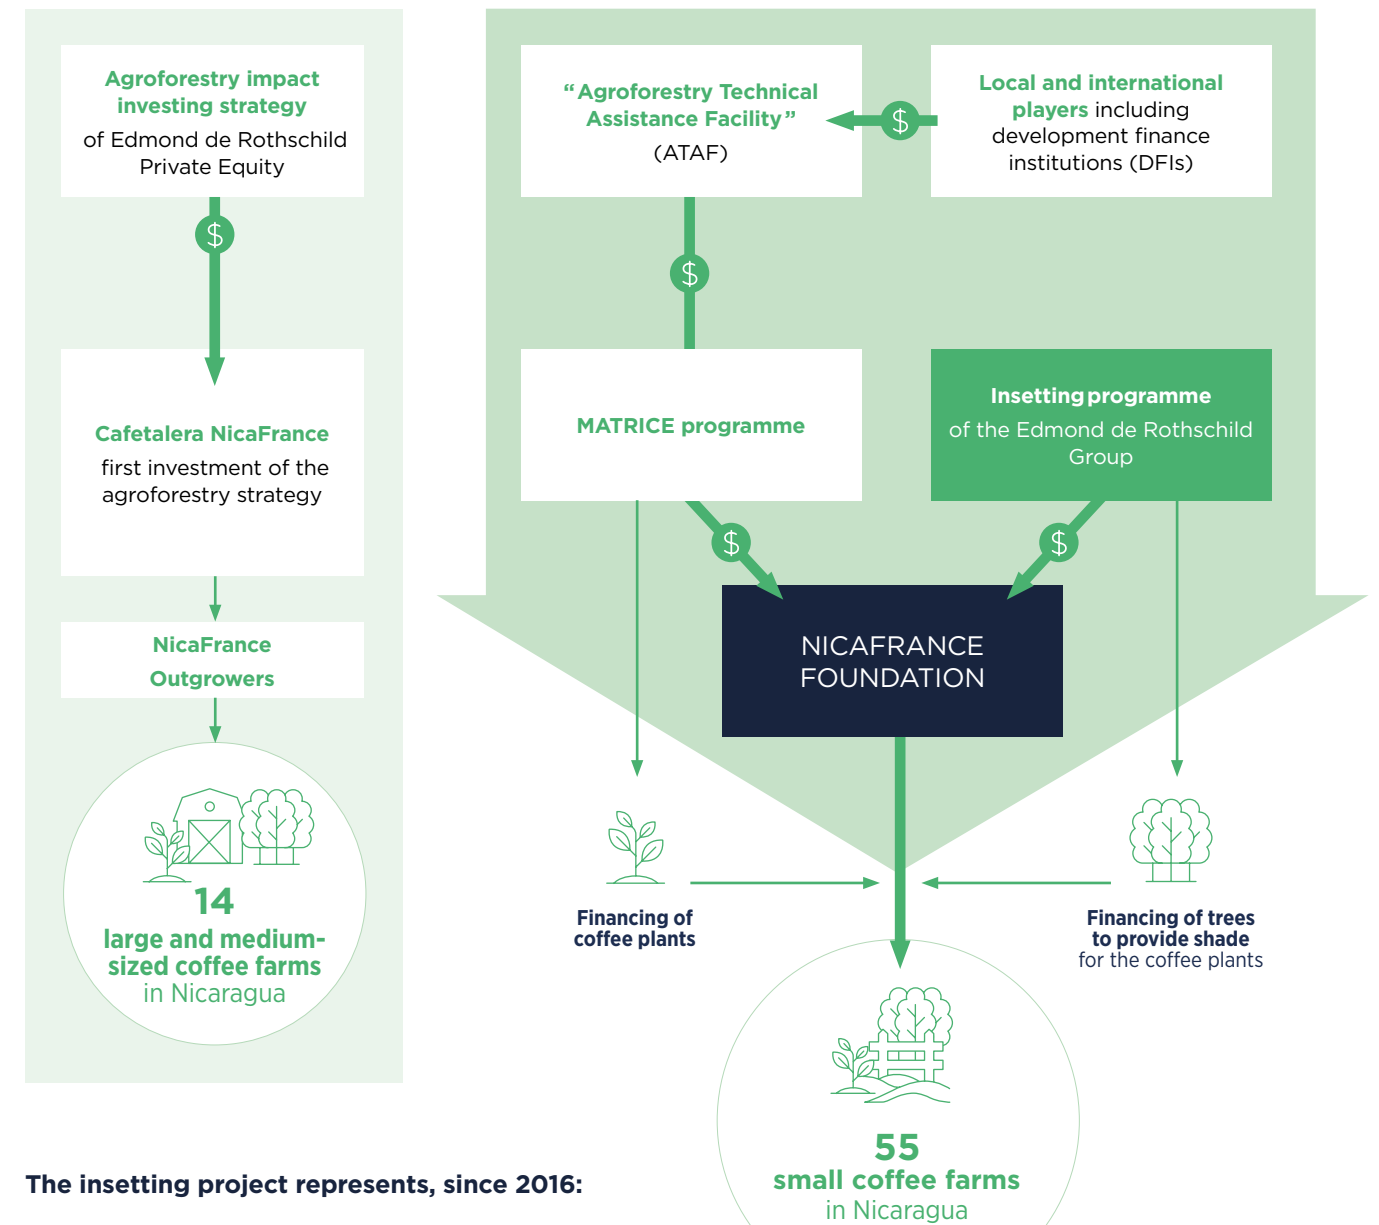 Agroforestry impact
investing strategy
of Edmond de Rothschild
Private Equity
$
Cafetalera NicaFrance
first investment of the
agroforestry strategy
NicaFrance
Outgrowers
14
large and medium-
sized coffee farms
in Nicaragua
“Agroforestry Technical
Assistance Facility”
(ATAF)
$
Local and international
players including
development finance
institutions (DFIs)
$
MATRICE programme
Insetting programme
of the Edmond de Rothschild
Group
$
$
NICAFRANCE
FOUNDATION
Financing of
coffee plants
Financing of trees
to provide shade
for the coffee plants
55
small coffee farms
in Nicaragua
The insetting project represents, since 2016: